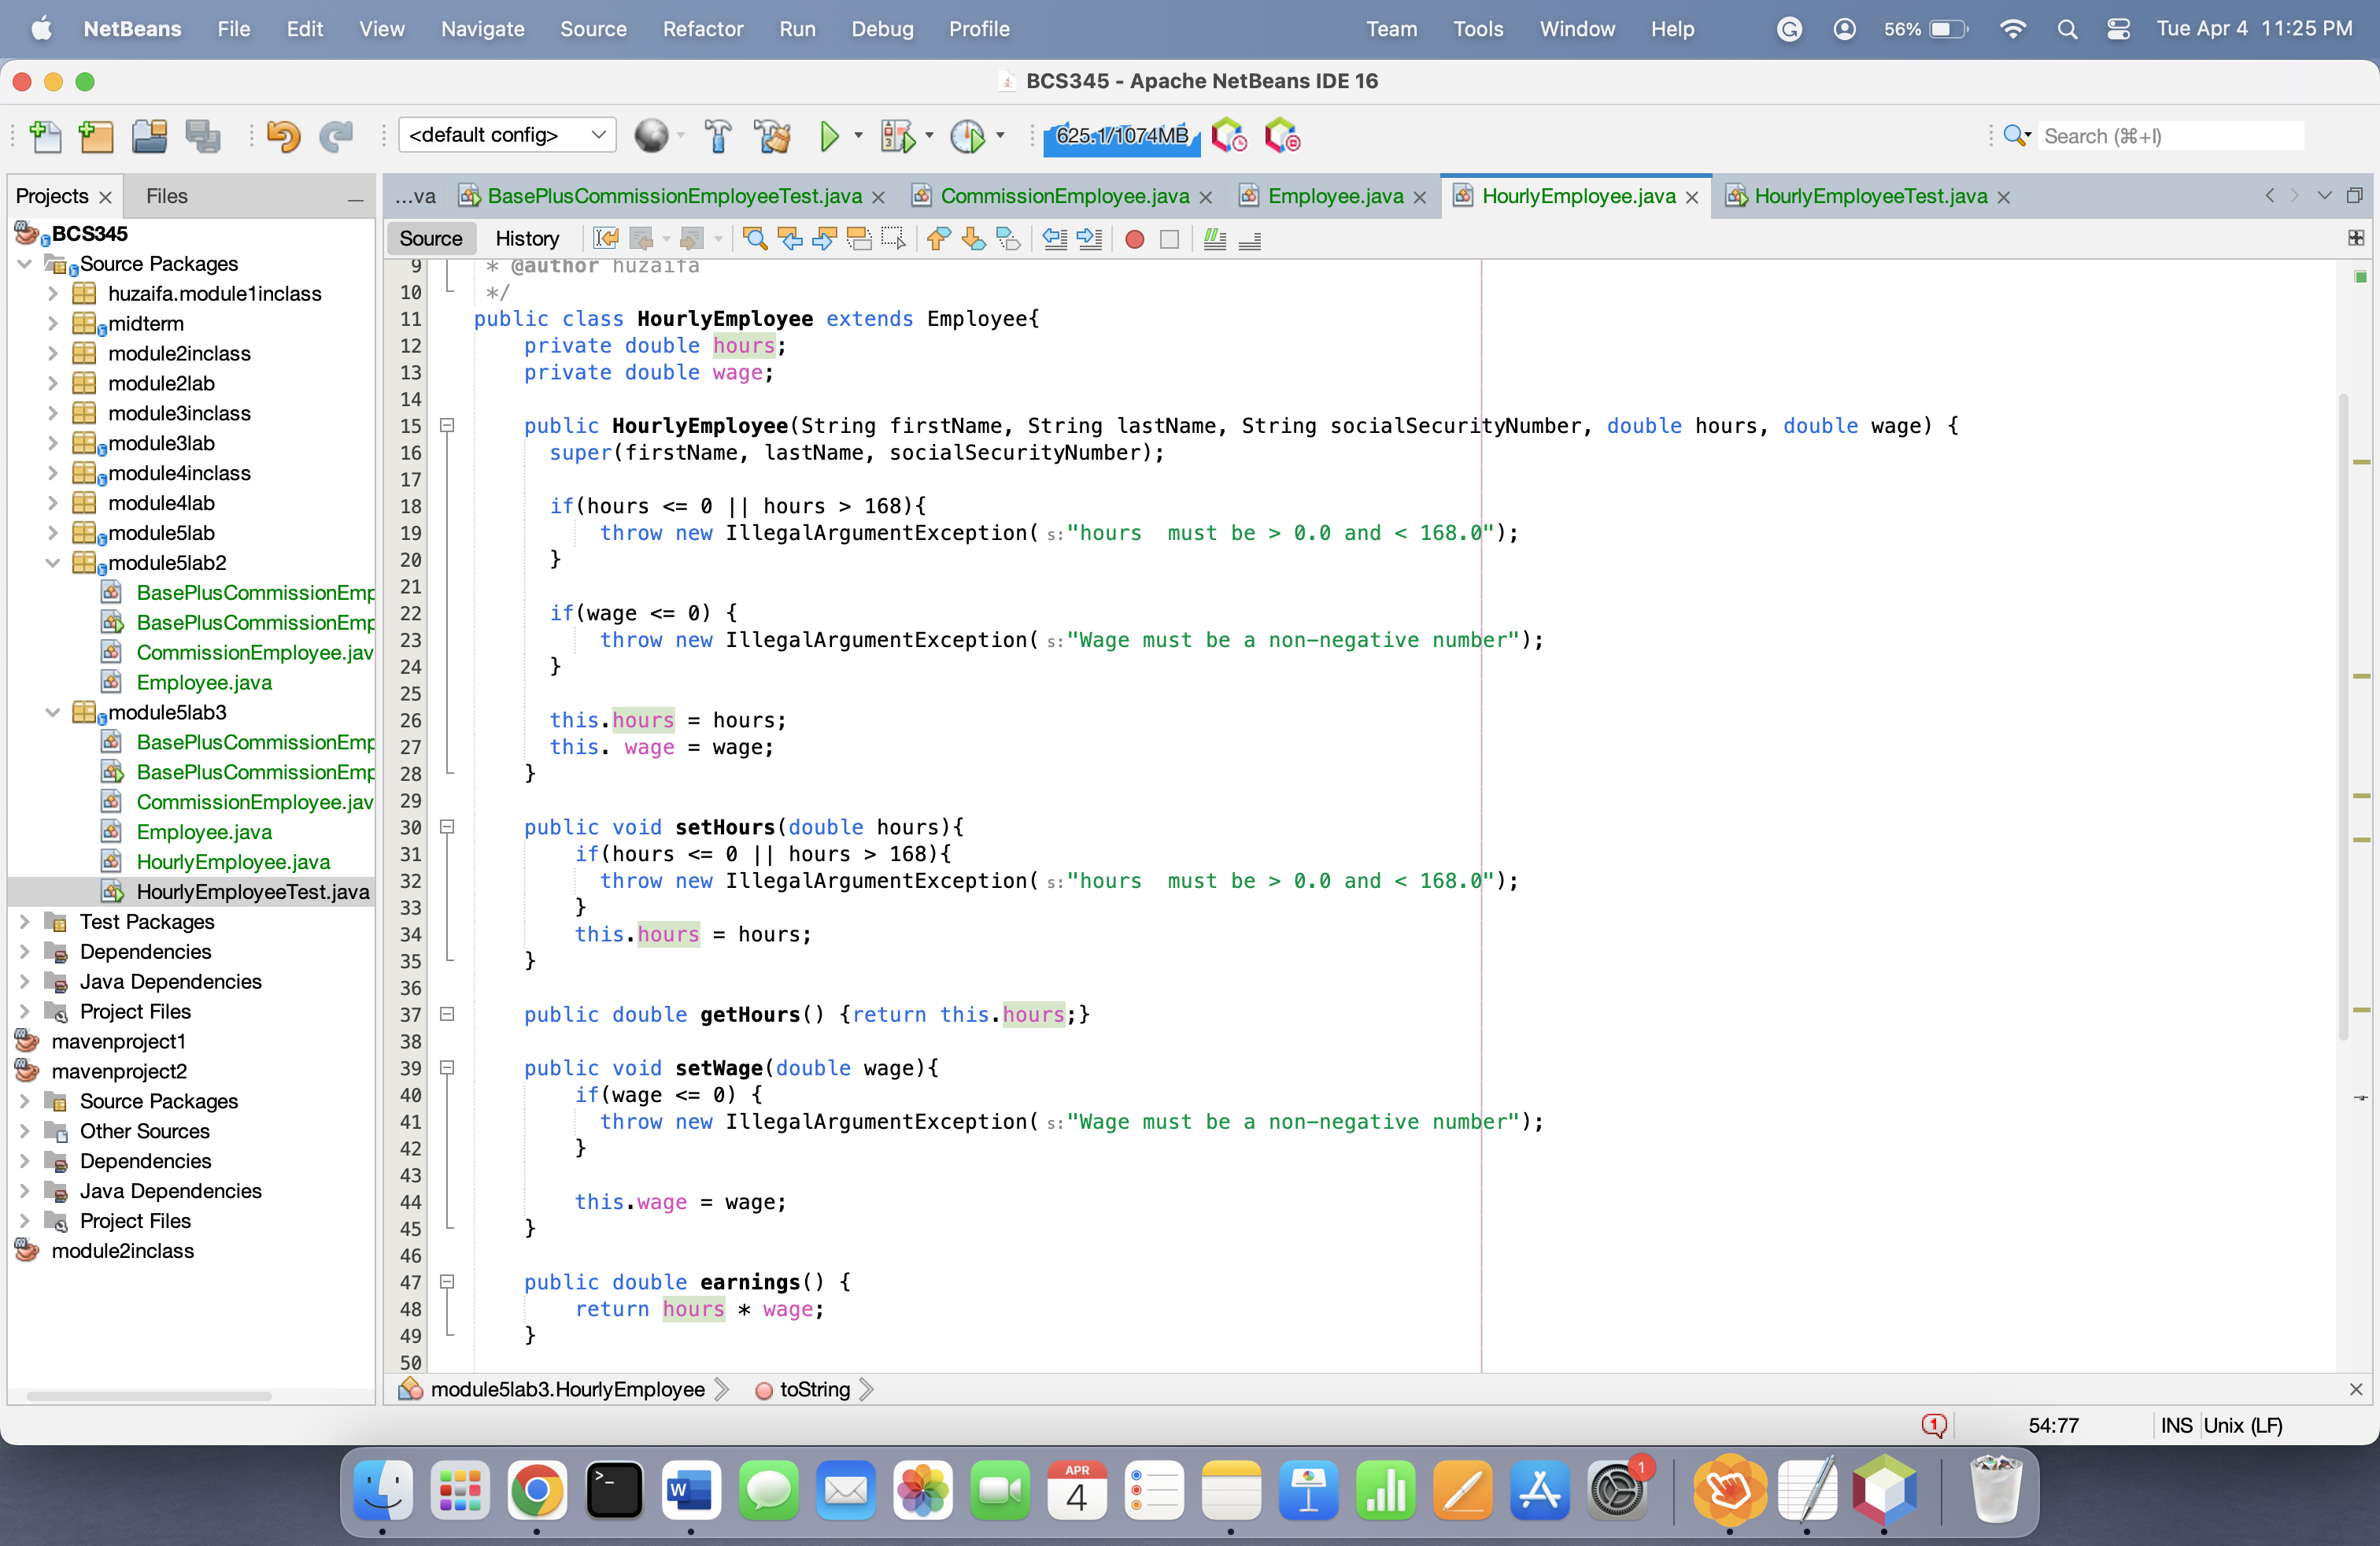 NetBeans File Edit View Navigate Source Refactor Run Debug Profile Team Tools Window Help 56% Tue Apr 4 11:25 PM
BCS345 - Apache NetBeans IDE 16
<default config> 625.1/1074MB Search (⌘+I)
Projects Files
...va BasePlusCommissionEmployeeTest.java CommissionEmployee.java Employee.java HourlyEmployee.java HourlyEmployeeTest.java
Source History
BCS345
Source Packages
huzaifa.module1inclass
midterm
module2inclass
module2lab
module3inclass
module3lab
module4inclass
module4lab
module5lab
module5lab2
BasePlusCommissionEmp
BasePlusCommissionEmp
CommissionEmployee.jav
Employee.java
module5lab3
BasePlusCommissionEmp
BasePlusCommissionEmp
CommissionEmployee.jav
Employee.java
HourlyEmployee.java
HourlyEmployeeTest.java
Test Packages
Dependencies
Java Dependencies
Project Files
mavenproject1
mavenproject2
Source Packages
Other Sources
Dependencies
Java Dependencies
Project Files
module2inclass
9 * @author huzaifa
10 */
11 public class HourlyEmployee extends Employee{
12 private double hours;
13 private double wage;
14
15 public HourlyEmployee(String firstName, String lastName, String socialSecurityNumber, double hours, double wage) {
16 super(firstName, lastName, socialSecurityNumber);
17
18 if(hours <= 0 || hours > 168){
19 throw new IllegalArgumentException( s:"hours  must be > 0.0 and < 168.0");
20 }
21
22 if(wage <= 0) {
23 throw new IllegalArgumentException( s:"Wage must be a non-negative number");
24 }
25
26 this.hours = hours;
27 this. wage = wage;
28 }
29
30 public void setHours(double hours){
31 if(hours <= 0 || hours > 168){
32 throw new IllegalArgumentException( s:"hours  must be > 0.0 and < 168.0");
33 }
34 this.hours = hours;
35 }
36
37 public double getHours() {return this.hours;}
38
39 public void setWage(double wage){
40 if(wage <= 0) {
41 throw new IllegalArgumentException( s:"Wage must be a non-negative number");
42 }
43
44 this.wage = wage;
45 }
46
47 public double earnings() {
48 return hours * wage;
49 }
50
module5lab3.HourlyEmployee toString
1 54:77 INS Unix (LF)
>_
W
APR
4
1